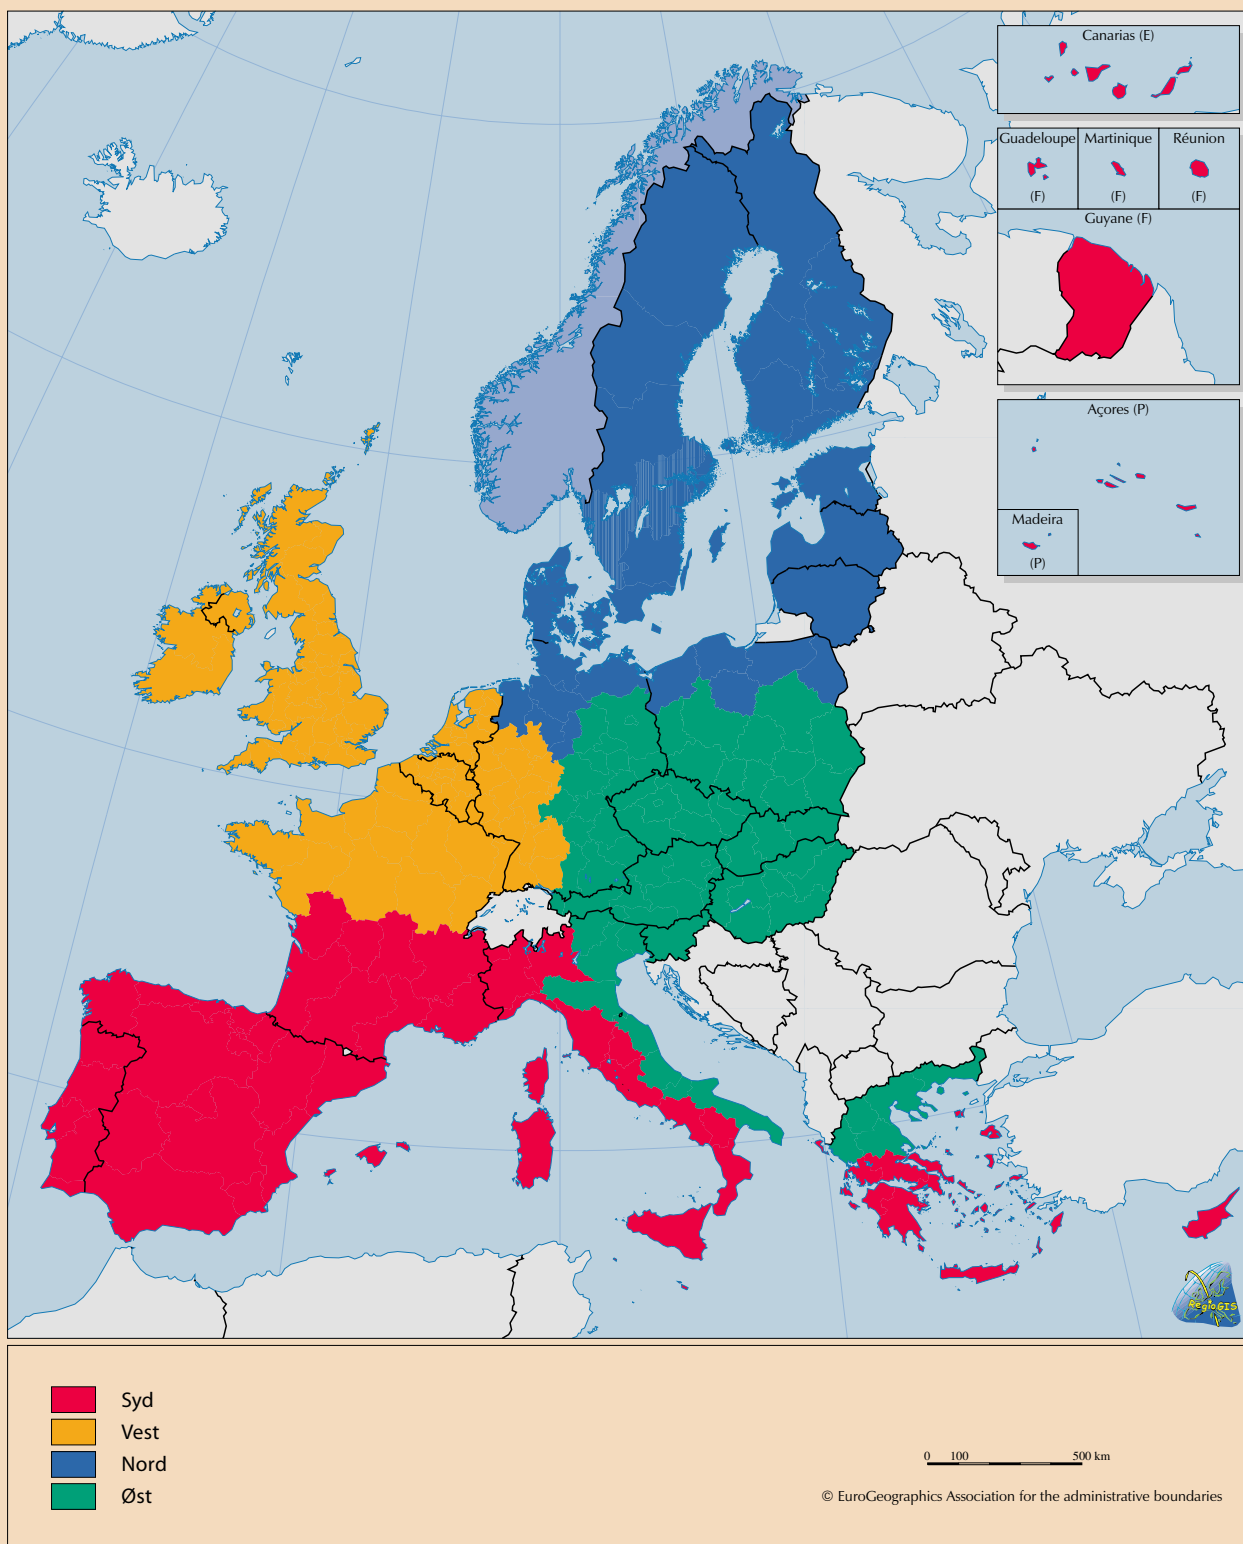 Canarias (E)
Guadeloupe
Martinique
Réunion
(F)
(F)
(F)
Guyane (F)
Açores (P)
Madeira
(P)
RegioGIS
Syd
Vest
Nord
Øst
0 100 500 km
© EuroGeographics Association for the administrative boundaries